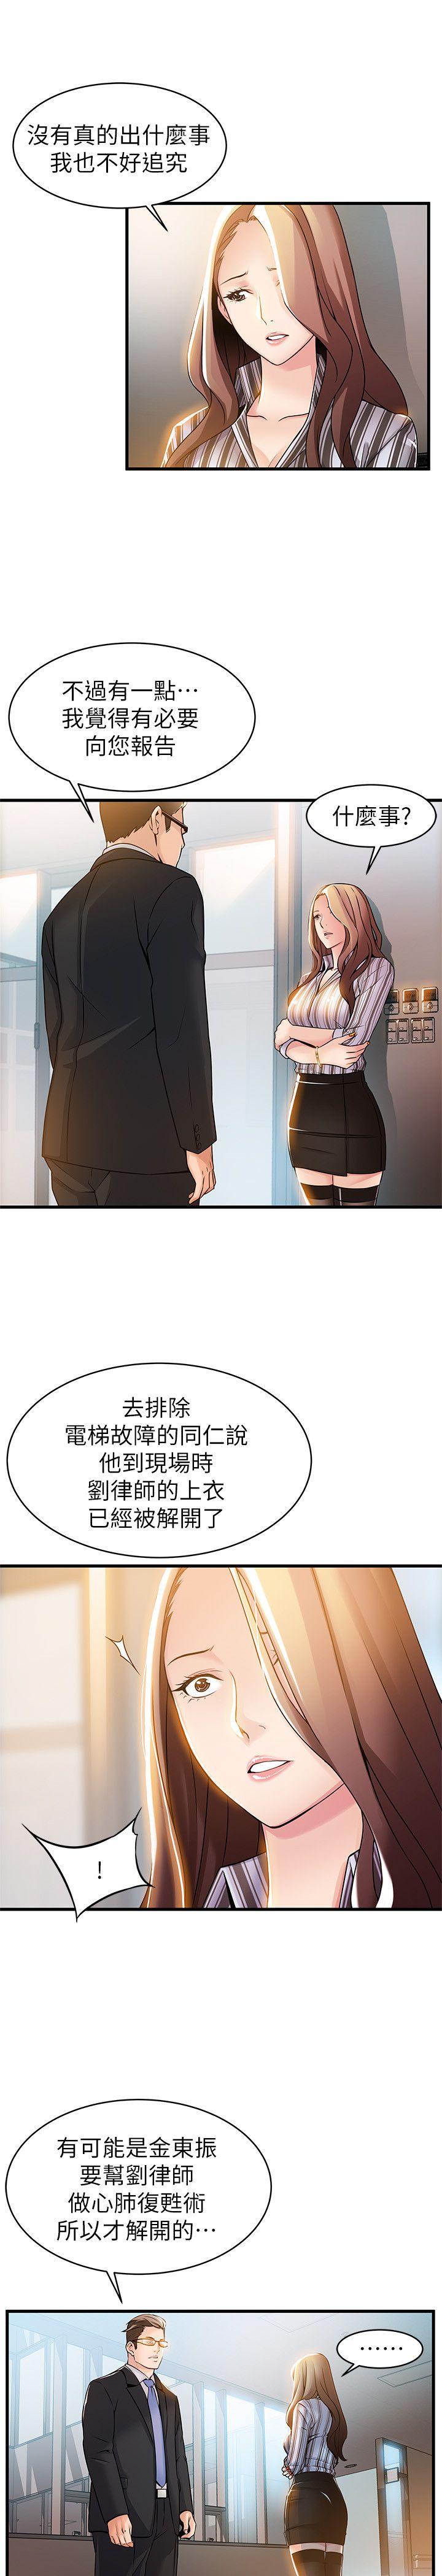 沒有真的出什麼事
我也不好追究
不過有一點⋯
我覺得有必要
向您報告
什麼事?
去排除
電梯故障的同仁說
他到現場時
劉律師的上衣
已經被解開了
!
有可能是金東振
要幫劉律師
做心肺復甦術
所以才解開的⋯
⋯⋯